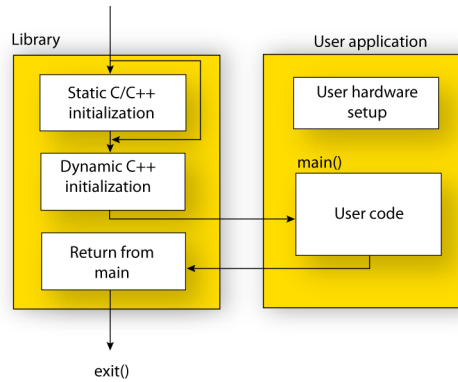 Library
User application
Static C/C++
initialization
User hardware
setup
Dynamic C++
initialization
main()
User code
Return from
main
exit()